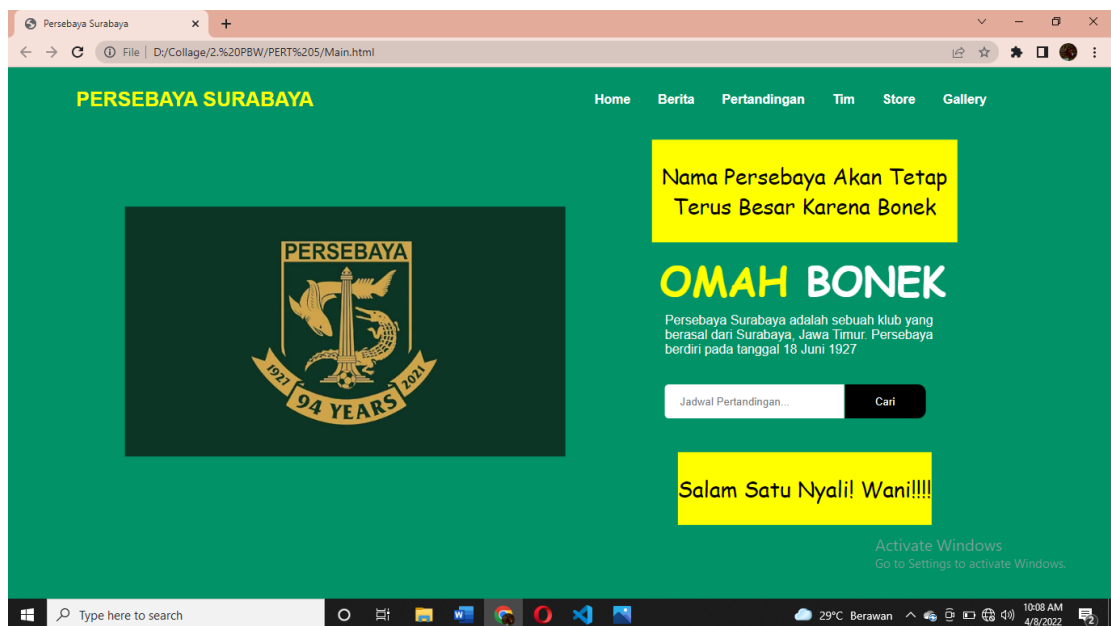 Persebaya Surabaya
File | D:/Collage/2.%20PBW/PERT%205/Main.html
PERSEBAYA SURABAYA
Home Berita Pertandingan Tim Store Gallery
Nama Persebaya Akan Tetap
Terus Besar Karena Bonek
PERSEBAYA
1927 2021
94 YEARS
OMAH BONEK
Persebaya Surabaya adalah sebuah klub yang
berasal dari Surabaya, Jawa Timur. Persebaya
berdiri pada tanggal 18 Juni 1927
Jadwal Pertandingan... Cari
Salam Satu Nyali! Wani!!!!
Activate Windows
Go to Settings to activate Windows.
Type here to search
29°C Berawan
10:08 AM
4/8/2022
2